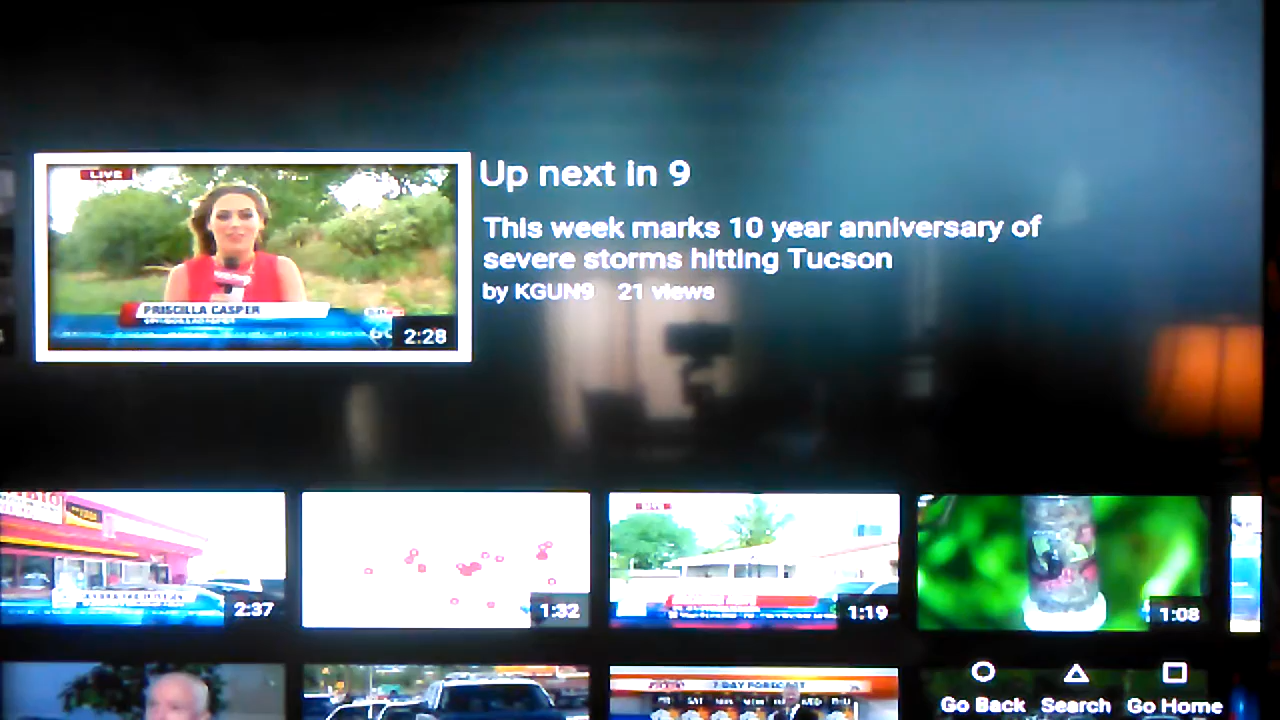 LIVE
Up next in 9
This week marks 10 year anniversary of
severe storms hitting Tucson
by KGUN9 21 views
PRISCILLA CASPER
2:28
2:37
1:32
1:19
1:08
7-DAY FORECAST
Go Back Search Go Home